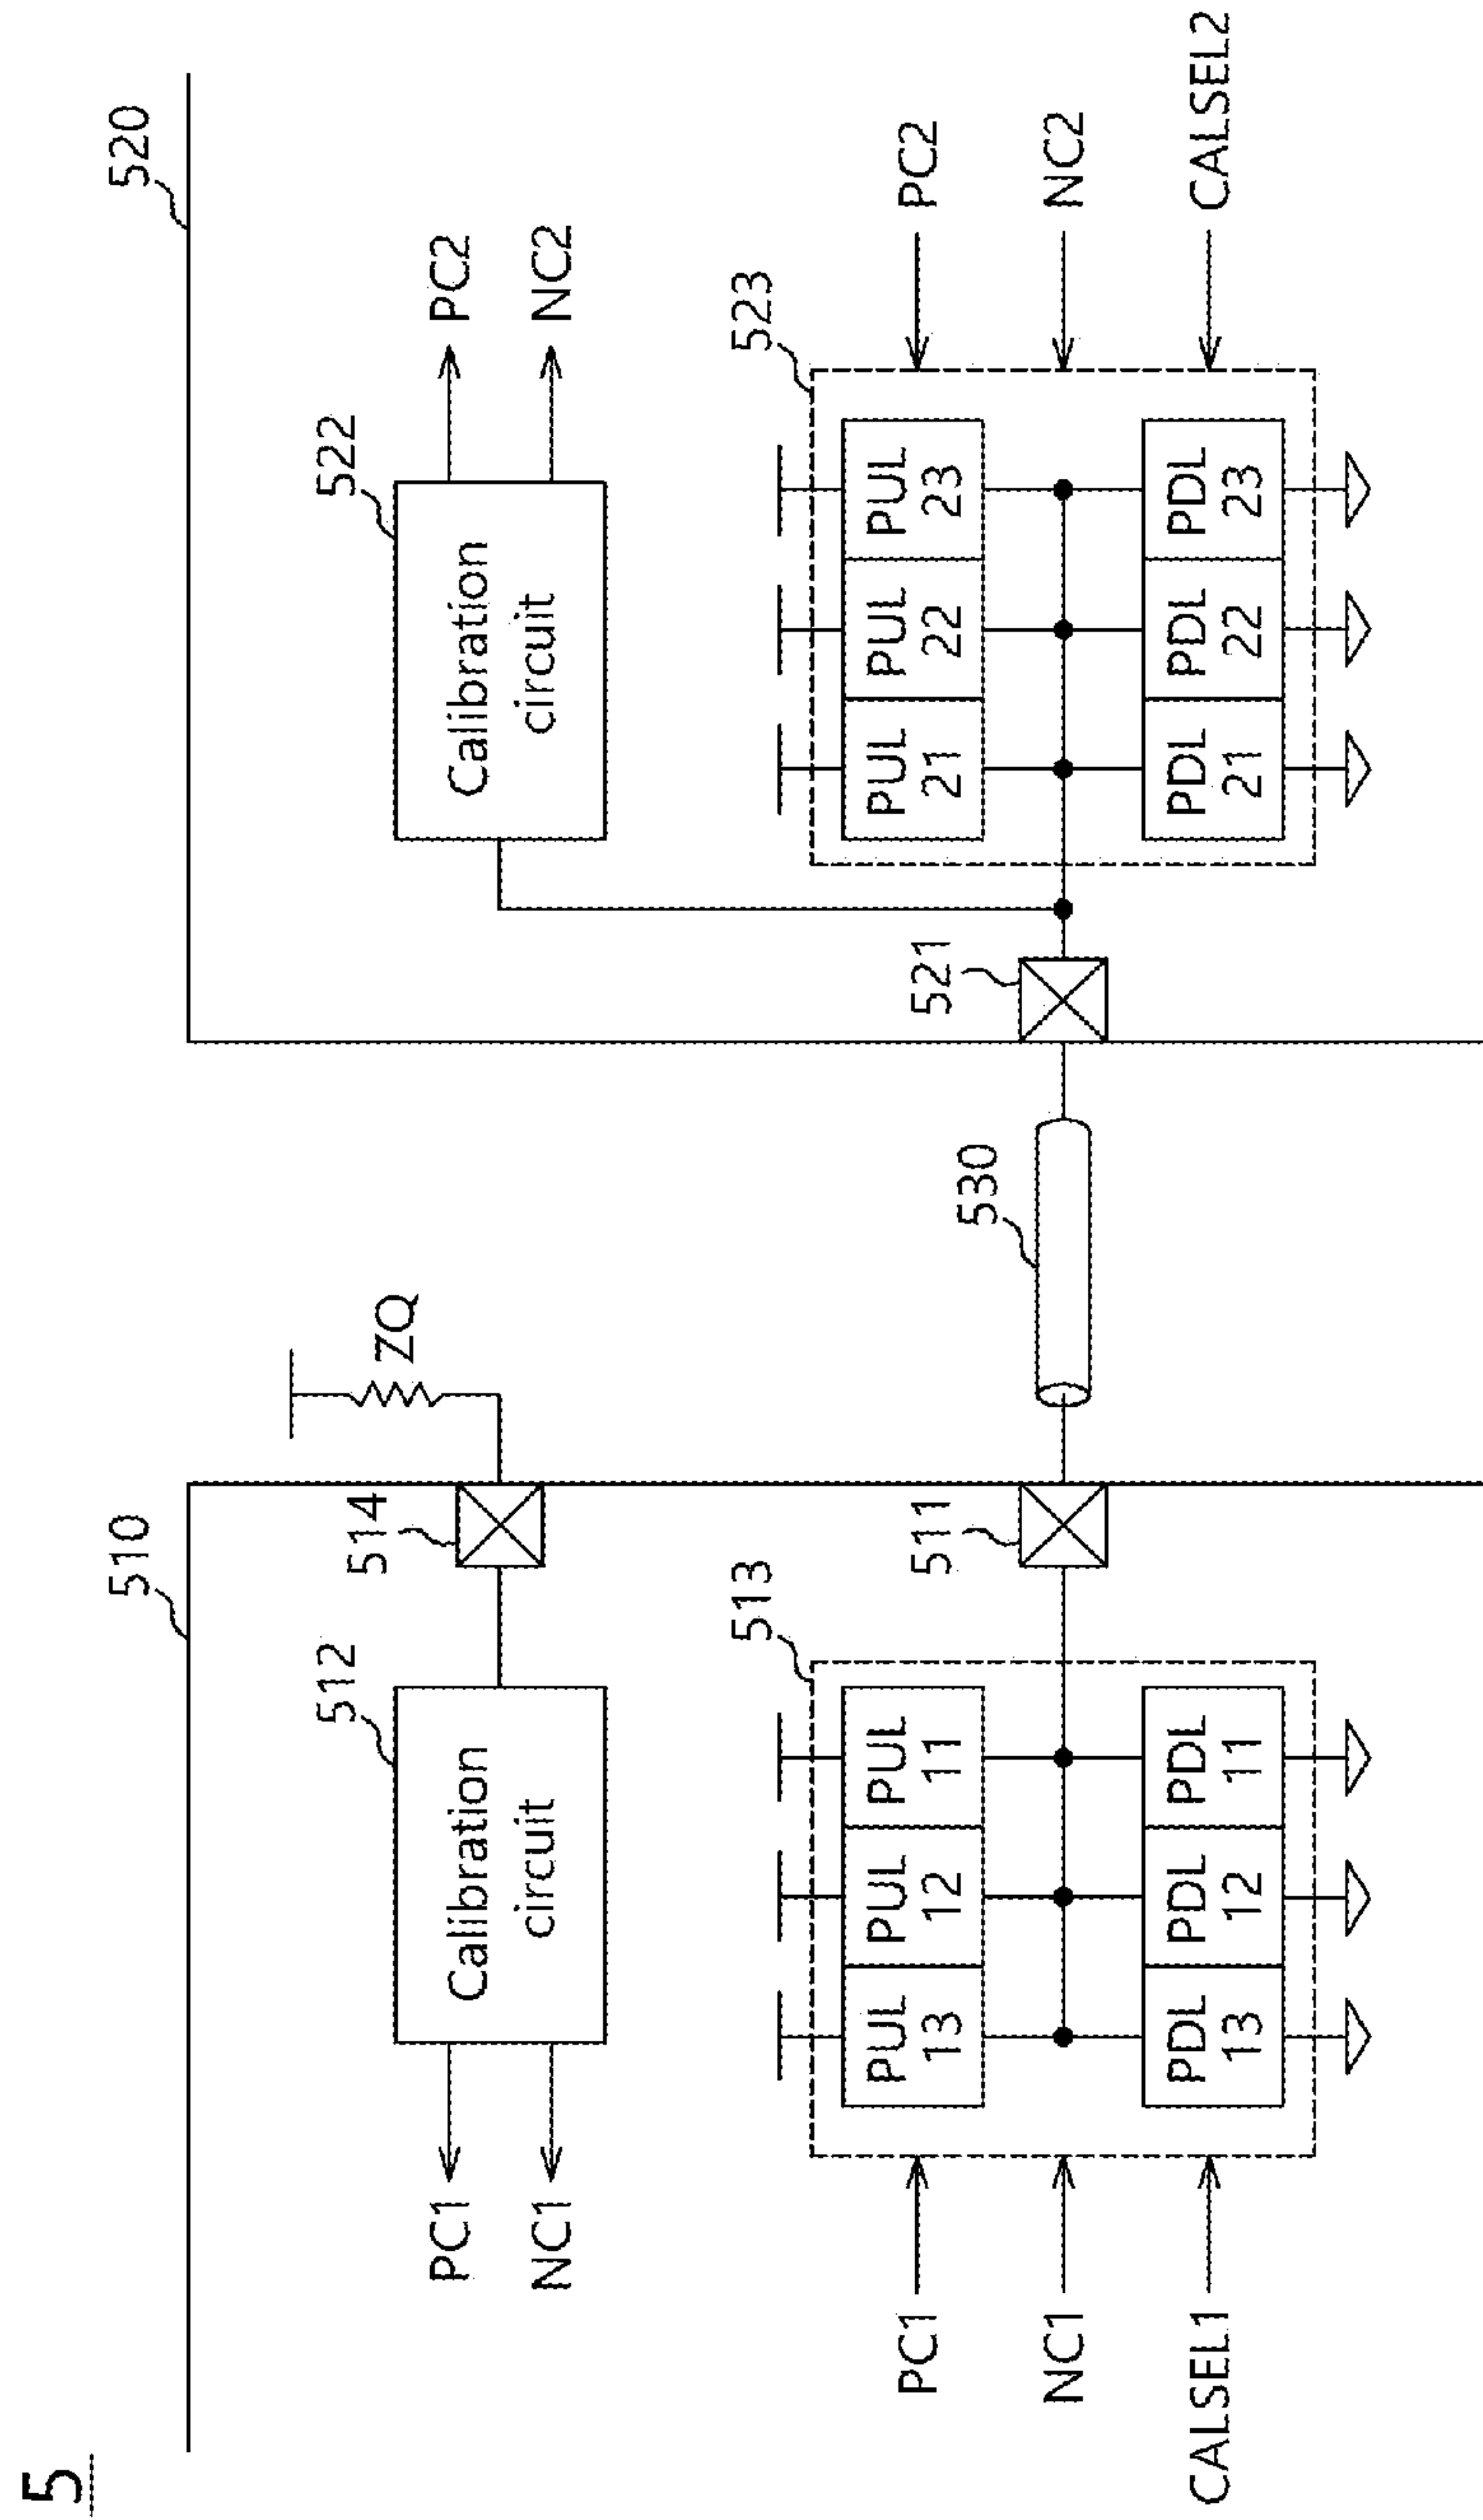 5
510
520
512
514
ZQ
522
Calibration
circuit
Calibration
circuit
PC1
NC1
PC2
NC2
513
511
530
521
523
PUL
13
PUL
12
PUL
11
PUL
21
PUL
22
PUL
23
PDL
13
PDL
12
PDL
11
PDL
21
PDL
22
PDL
23
PC1
NC1
CALSEL1
PC2
NC2
CALSEL2